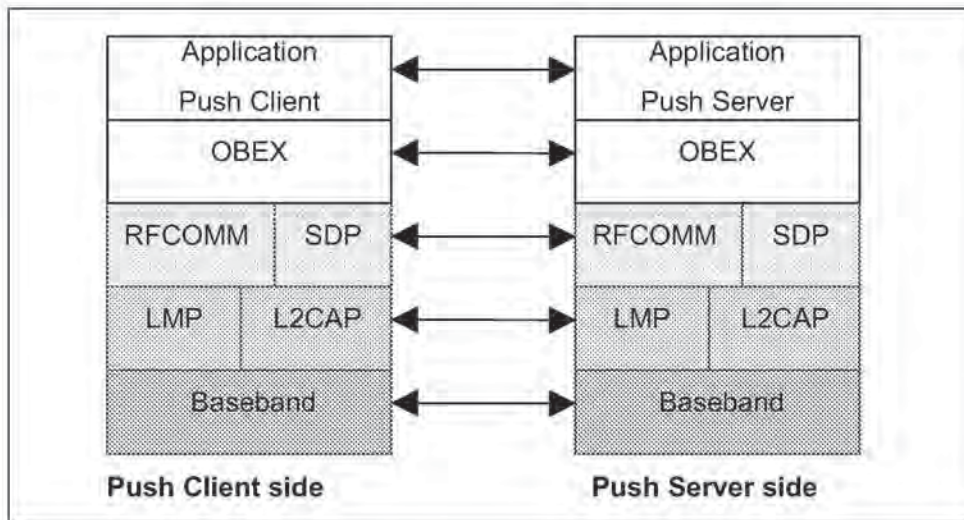 Application
Push Client
OBEX
RFCOMM SDP
LMP L2CAP
Baseband
Push Client side
Application
Push Server
OBEX
RFCOMM SDP
LMP L2CAP
Baseband
Push Server side